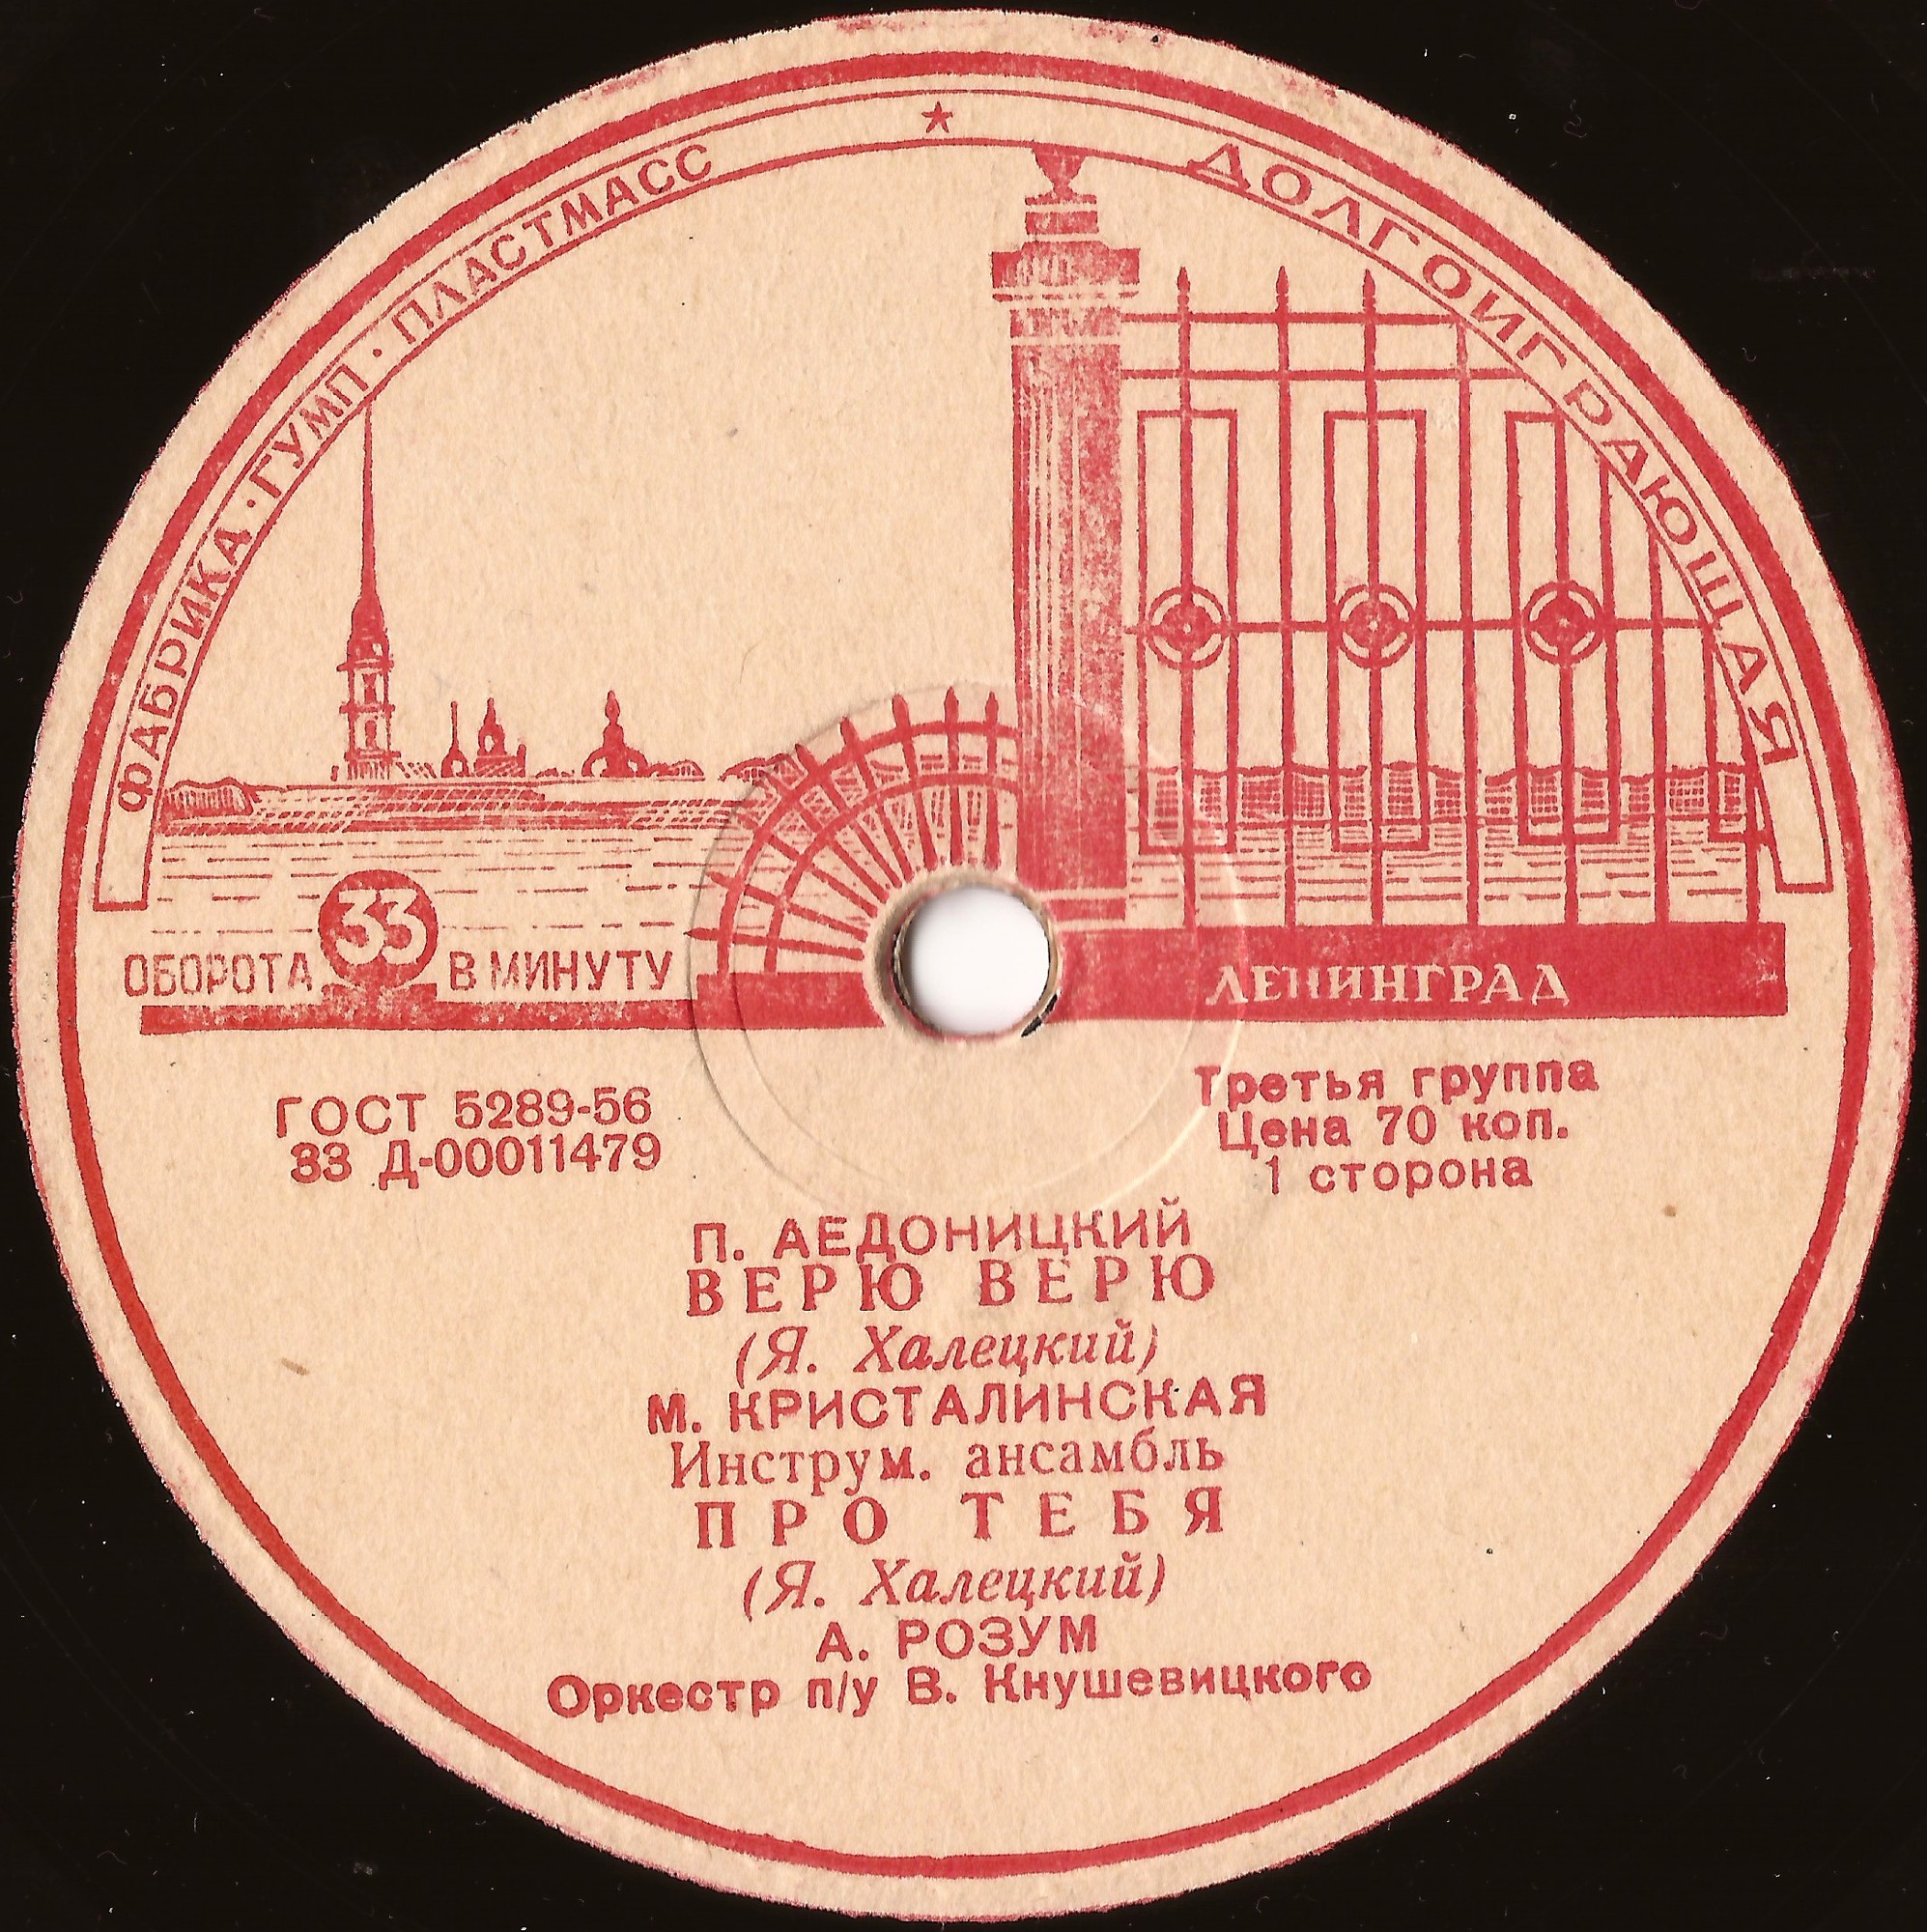 ФАБРИКА · ГУМП · ПЛАСТМАСС
ДОЛГОИГРАЮЩАЯ
ОБОРОТА 33 В МИНУТУ
ЛЕНИНГРАД
ГОСТ 5289-56
33 Д-00011479
Третья группа
Цена 70 коп.
1 сторона
П. АЕДОНИЦКИЙ
ВЕРЮ ВЕРЮ
(Я. Халецкий)
М. КРИСТАЛИНСКАЯ
Инструм. ансамбль
ПРО ТЕБЯ
(Я. Халецкий)
А. РОЗУМ
Оркестр п/у В. Кнушевицкого